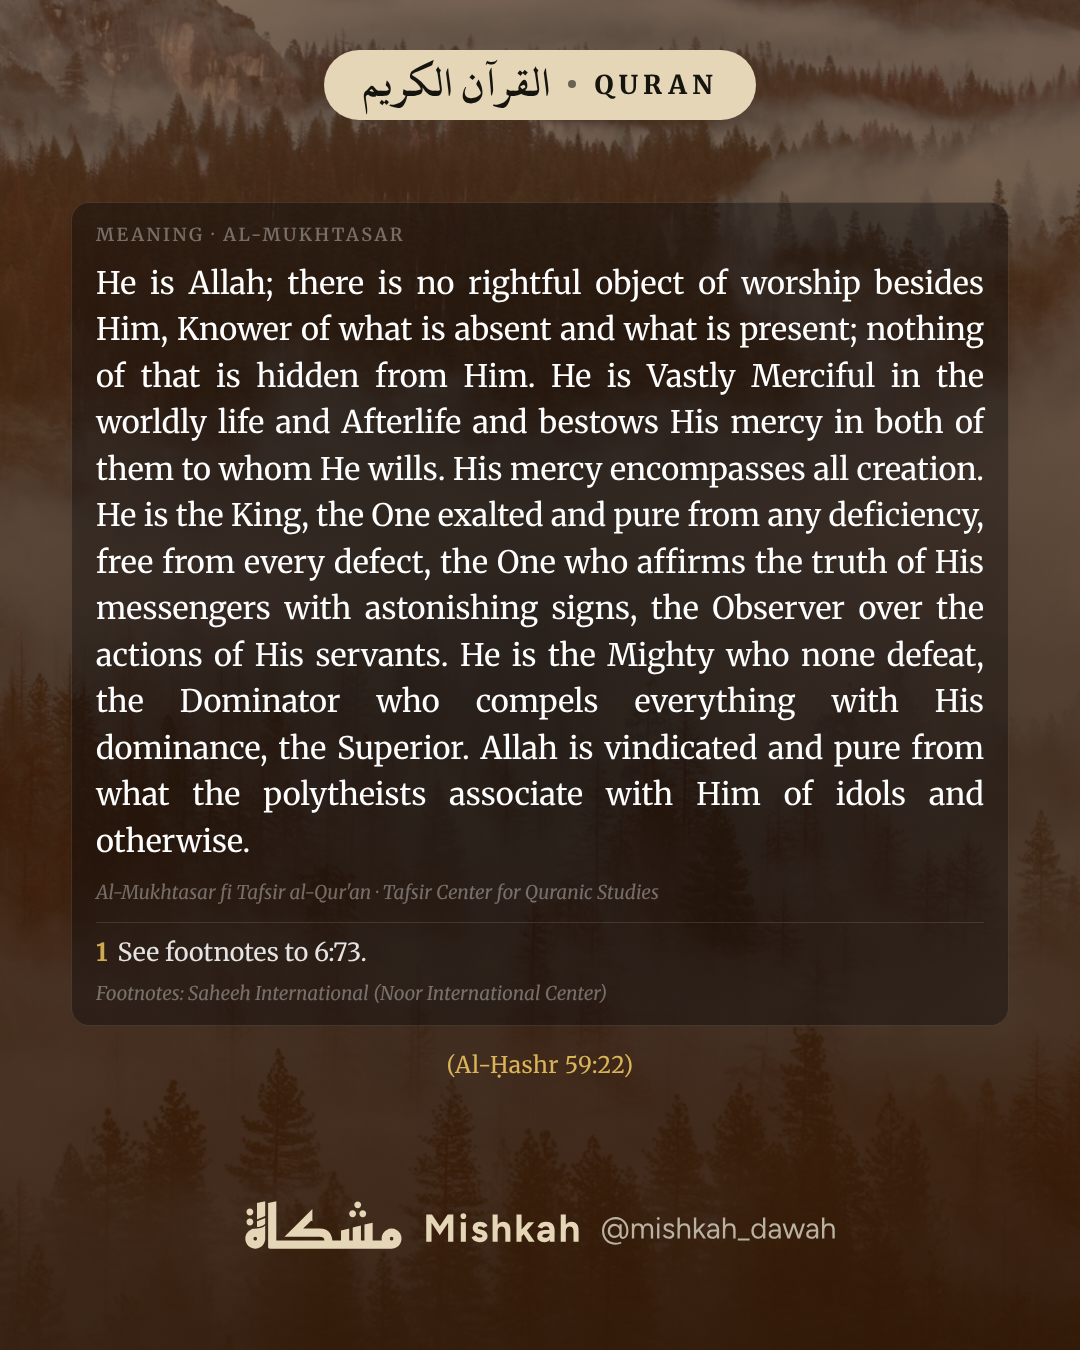 القرآن الكريم • QURAN
MEANING · AL-MUKHTASAR
He is Allah; there is no rightful object of worship besides
Him, Knower of what is absent and what is present; nothing
of that is hidden from Him. He is Vastly Merciful in the
worldly life and Afterlife and bestows His mercy in both of
them to whom He wills. His mercy encompasses all creation.
He is the King, the One exalted and pure from any deficiency,
free from every defect, the One who affirms the truth of His
messengers with astonishing signs, the Observer over the
actions of His servants. He is the Mighty who none defeat,
the Dominator who compels everything with His
dominance, the Superior. Allah is vindicated and pure from
what the polytheists associate with Him of idols and
otherwise.
Al-Mukhtasar fi Tafsir al-Qur'an · Tafsir Center for Quranic Studies
1 See footnotes to 6:73.
Footnotes: Saheeh International (Noor International Center)
(Al-Ḥashr 59:22)
مشكاة Mishkah @mishkah_dawah